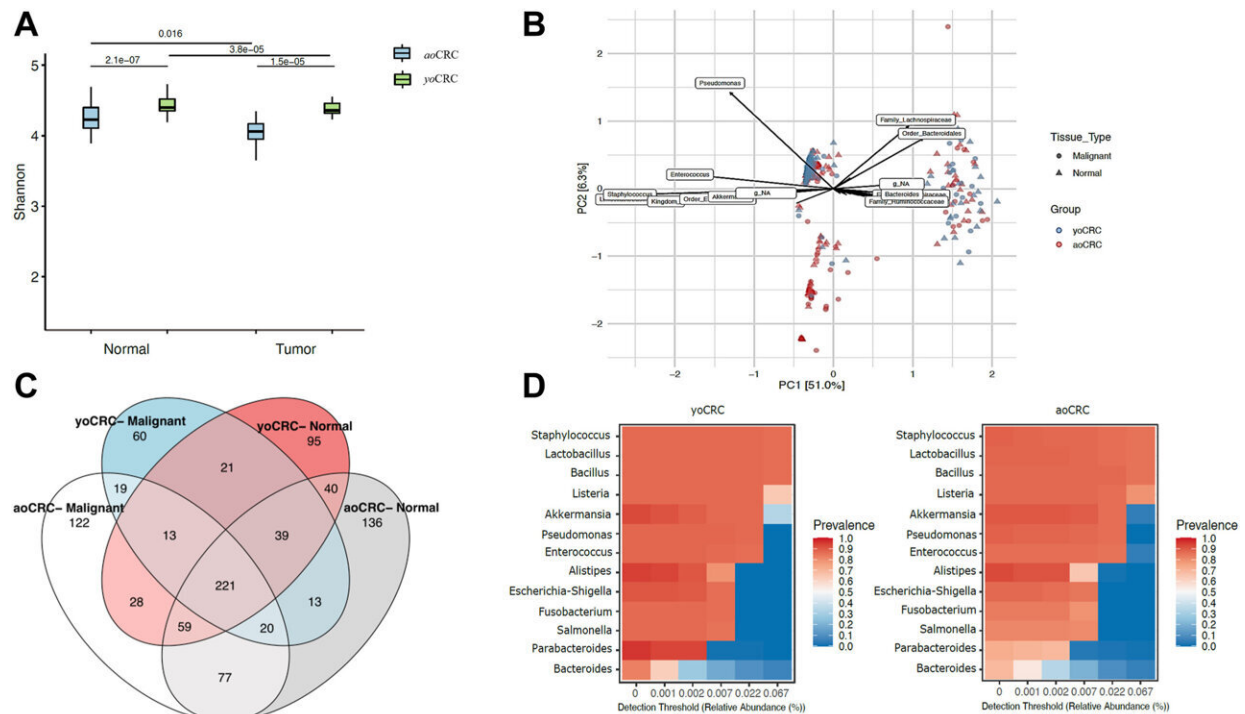 A
0.016
3.8e-05
2.1e-07
1.5e-05
aoCRC
yoCRC
5
4
3
2
Shannon
Normal
Tumor
B
2
1
0
-1
-2
PC2 [6.3%]
-2
-1
0
1
2
PC1 [51.0%]
Pseudomonas
Family_Lachnospiraceae
Order_Bacteroidales
Enterococcus
Staphylococcus
Kingdom_
Akkerman
g_NA
g_NA
Bacteroides
Family_Ruminococcaceae
Tissue_Type
Malignant
Normal
Group
yoCRC
aoCRC
C
yoCRC– Malignant
60
yoCRC– Normal
95
21
19
40
aoCRC– Malignant
122
aoCRC– Normal
136
13
39
221
28
13
59
20
77
D
yoCRC
Staphylococcus
Lactobacillus
Bacillus
Listeria
Akkermansia
Pseudomonas
Enterococcus
Alistipes
Escherichia-Shigella
Fusobacterium
Salmonella
Parabacteroides
Bacteroides
0 0.001 0.002 0.007 0.022 0.067
Detection Threshold (Relative Abundance (%))
Prevalence
1.0
0.9
0.8
0.7
0.6
0.5
0.4
0.3
0.2
0.1
0.0
aoCRC
Staphylococcus
Lactobacillus
Bacillus
Listeria
Akkermansia
Pseudomonas
Enterococcus
Alistipes
Escherichia-Shigella
Fusobacterium
Salmonella
Parabacteroides
Bacteroides
0 0.001 0.002 0.007 0.022 0.067
Detection Threshold (Relative Abundance (%))
Prevalence
1.0
0.9
0.8
0.7
0.6
0.5
0.4
0.3
0.2
0.1
0.0